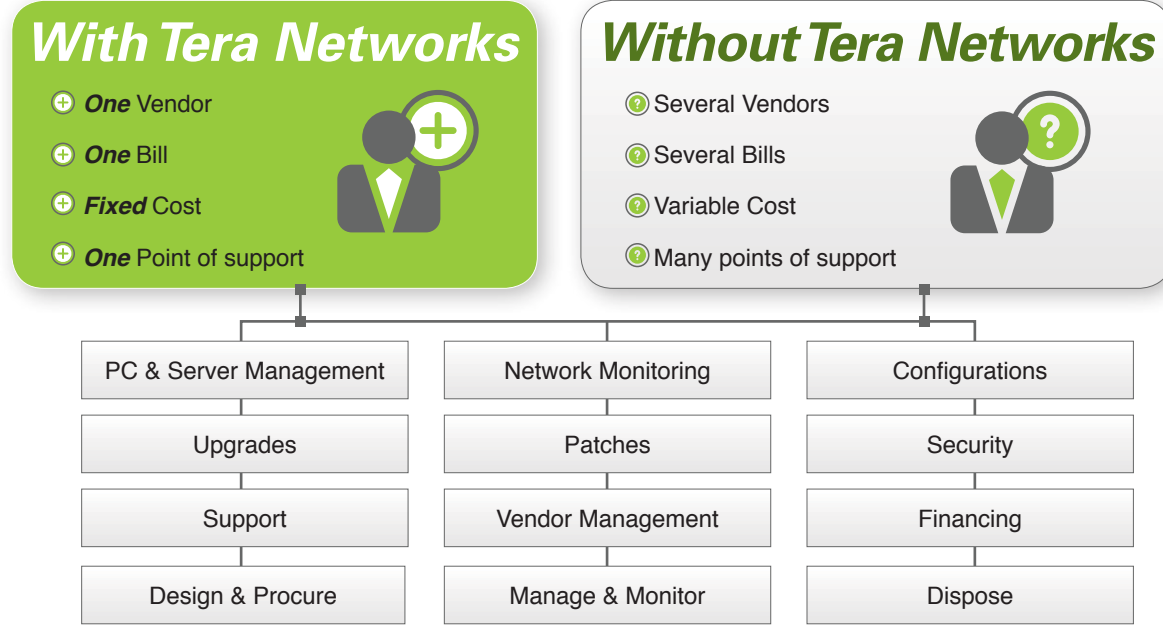 With Tera Networks
One Vendor
One Bill
Fixed Cost
One Point of support
Without Tera Networks
Several Vendors
Several Bills
Variable Cost
Many points of support
PC & Server Management
Network Monitoring
Configurations
Upgrades
Patches
Security
Support
Vendor Management
Financing
Design & Procure
Manage & Monitor
Dispose